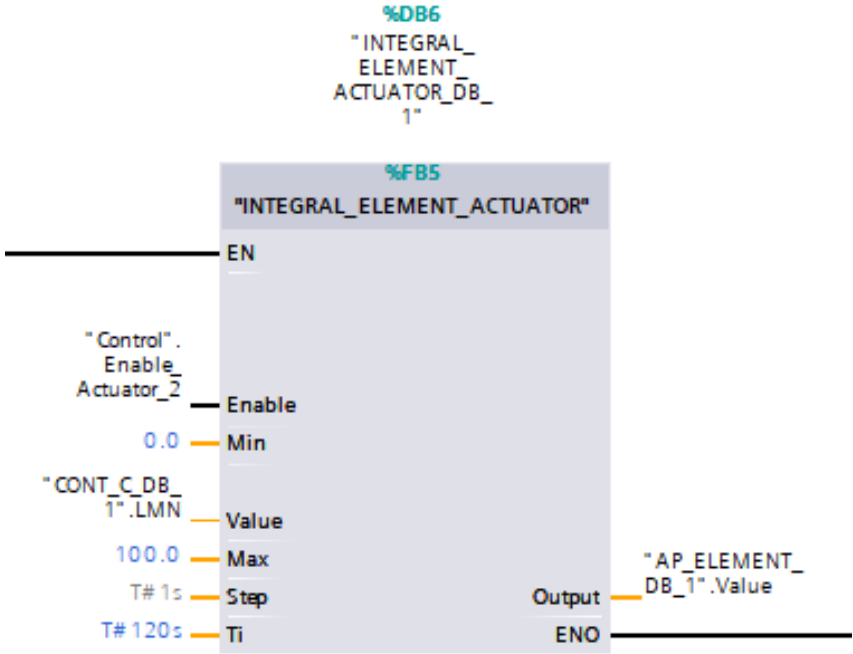 %DB6
"INTEGRAL_
ELEMENT_
ACTUATOR_DB_
1"
%FB5
"INTEGRAL_ELEMENT_ACTUATOR"
EN
"Control".
Enable_
Actuator_2
Enable
0.0
Min
"CONT_C_DB_
1".LMN
Value
100.0
Max
T#1s
Step
T#120s
Ti
Output
"AP_ELEMENT_
DB_1".Value
ENO